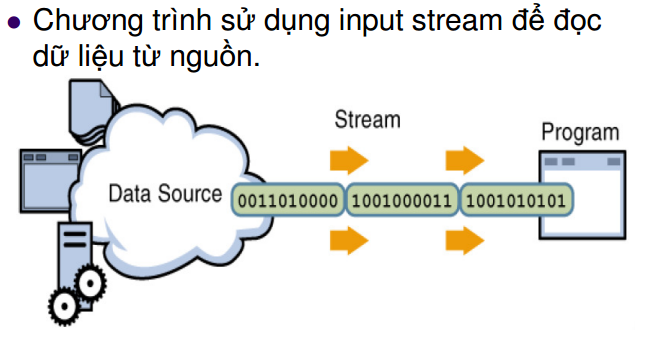 Chương trình sử dụng input stream để đọc
dữ liệu từ nguồn.
Stream
Program
Data Source
0011010000 1001000011 1001010101